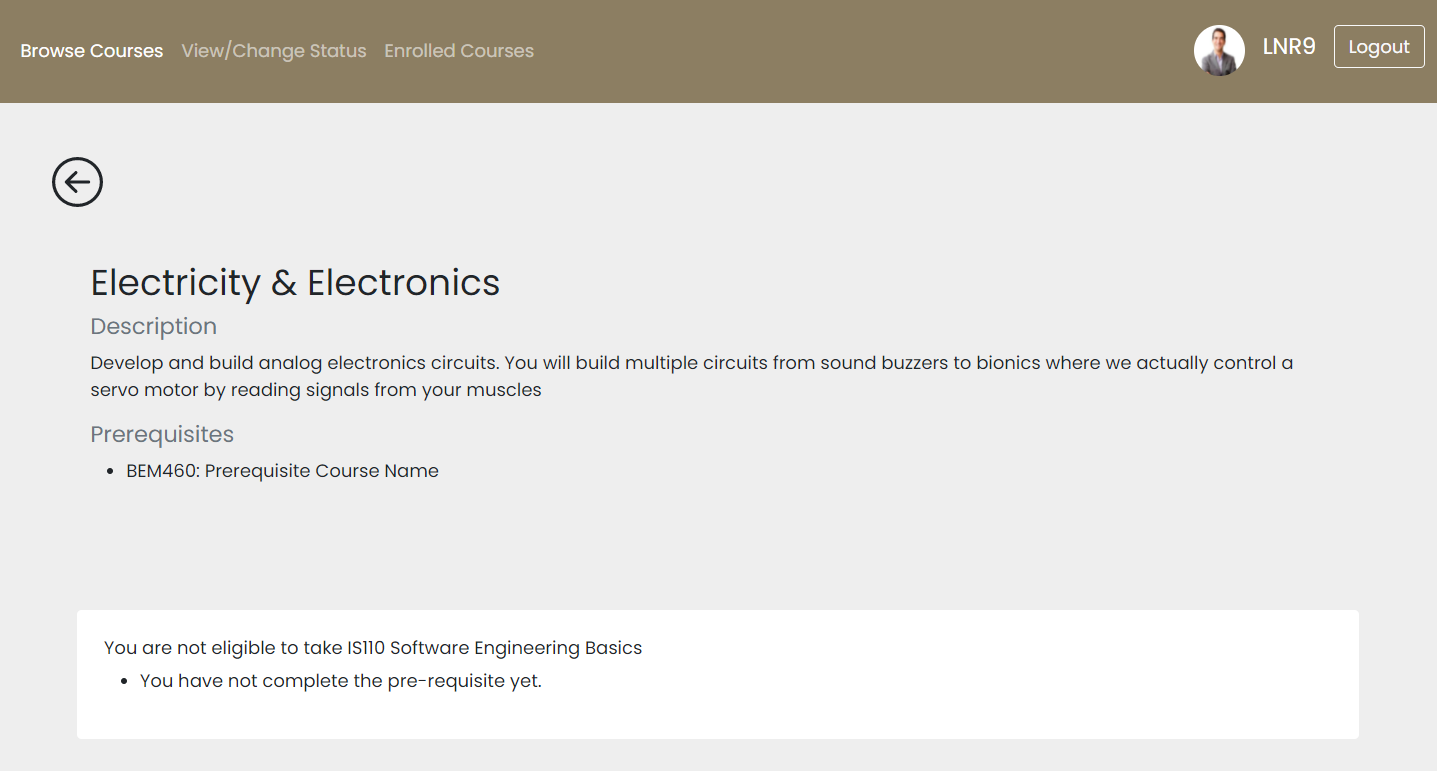 Browse Courses View/Change Status Enrolled Courses LNR9 Logout
Electricity & Electronics
Description
Develop and build analog electronics circuits. You will build multiple circuits from sound buzzers to bionics where we actually control a
servo motor by reading signals from your muscles
Prerequisites
• BEM460: Prerequisite Course Name
You are not eligible to take IS110 Software Engineering Basics
• You have not complete the pre-requisite yet.